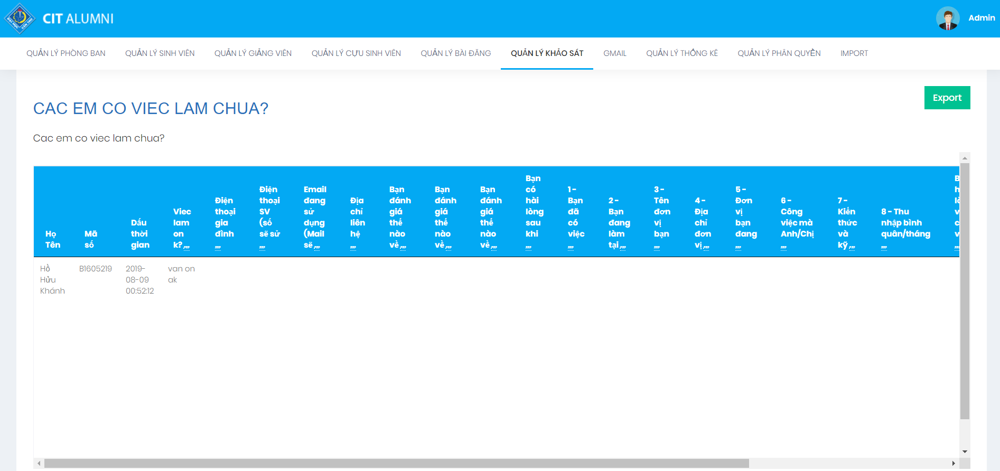 ĐẠI HỌC CẦN THƠ
CIT ALUMNI
Admin
QUẢN LÝ PHÒNG BAN
QUẢN LÝ SINH VIÊN
QUẢN LÝ GIẢNG VIÊN
QUẢN LÝ CỰU SINH VIÊN
QUẢN LÝ BÀI ĐĂNG
QUẢN LÝ KHẢO SÁT
GMAIL
QUẢN LÝ THỐNG KÊ
QUẢN LÝ PHÂN QUYỀN
IMPORT
Export
CAC EM CO VIEC LAM CHUA?
Cac em co viec lam chua?
Họ
Tên
Mã
số
Dấu
thời
gian
Viec
lam
on
k? ,,,,
Điện
thoại
gia
đình
,,,,
Điện
thoại
SV
(số
sẽ sử
,,,,
Email
đang
sử
dụng
(Mail
sẽ ,,,,
Địa
chỉ
liên
hệ
,,,,
Bạn
đánh
giá
thế
nào
về ,,,,
Bạn
đánh
giá
thế
nào
về ,,,,
Bạn
đánh
giá
thế
nào
về ,,,,
Bạn
có
hài
lòng
sau
khi
,,,,
1 -
Bạn
đã
có
việc
,,,,
2 -
Bạn
đang
làm
tại ,,,,
3 -
Tên
đơn
vị
bạn
,,,,
4 -
Địa
chỉ
đơn
vị ,,,,
5 -
Đơn
vị
bạn
đang
,,,,
6 -
Công
việc mà
Anh/Chị
,,,,
7 -
Kiến
thức
và
kỹ ,,,,
8 - Thu
nhập bình
quân/tháng
,,,,
Hồ
Hửu
Khánh
B1605219
2019-
08-09
00:52:12
van on
ak